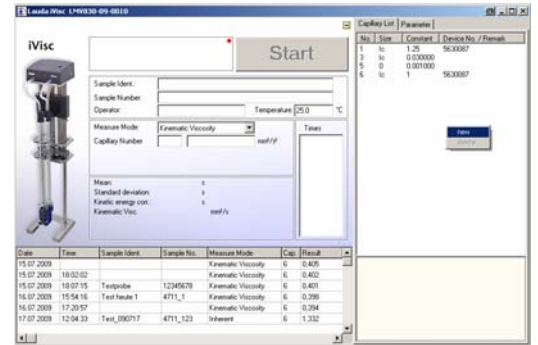 Lauda iVisc LMV830-09-0010
iVisc
Start
Sample Ident.:
Sample Number:
Operator: Temperature: 25.0 °C
Measure Mode: Kinematic Viscosity Times
Capillary Number
Mean: s
Standard deviation: s
Kinetic energy corr.: s
Kinematic Visc.
Date Time Sample Ident. Sample No. Measure Mode Cap. Result
15.07.2009 Kinematic Viscosity 6 0,405
15.07.2009 18:02:02 Kinematic Viscosity 6 0,402
15.07.2009 18:07:15 Testprobe 12345678 Kinematic Viscosity 6 0,401
16.07.2009 15:54:16 Test heute 1 4711_1 Kinematic Viscosity 6 0,398
16.07.2009 17:20:57 Kinematic Viscosity 6 0,394
17.07.2009 12:04:33 Test_090717 4711_123 Inherent 6 1,332
Capillary List Parameter
No. Size Constant Device No. / Remark
1 Ic 1.25 5630087
3 Ic 0.030000
5 0 0.001000
6 Ic 1 5630087
New